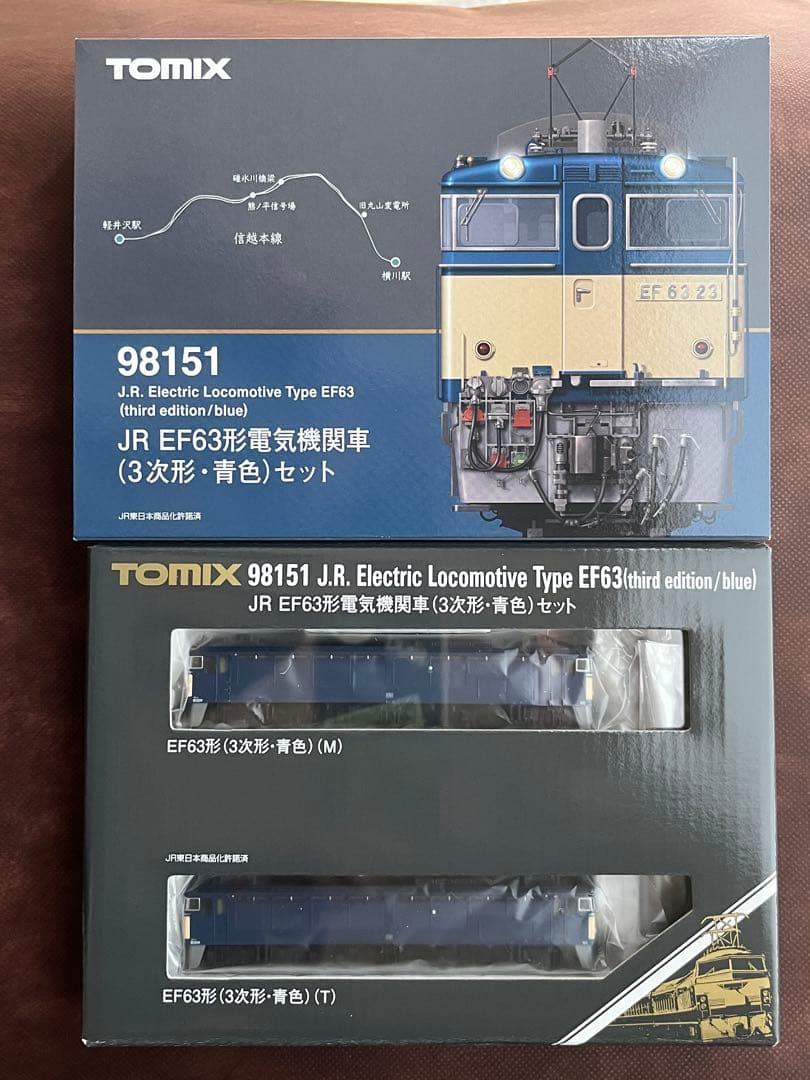 TOMIX
碓氷川橋梁
熊ノ平信号場
旧丸山変電所
軽井沢駅
信越本線
横川駅
EF 63 23
98151
J.R. Electric Locomotive Type EF63
(third edition/blue)
JR EF63形電気機関車
(3次形・青色)セット
JR東日本商品化許諾済
TOMIX 98151 J.R. Electric Locomotive Type EF63(third edition/blue)
JR EF63形電気機関車(3次形・青色)セット
EF63形(3次形・青色)(M)
JR東日本商品化許諾済
EF63形(3次形・青色)(T)